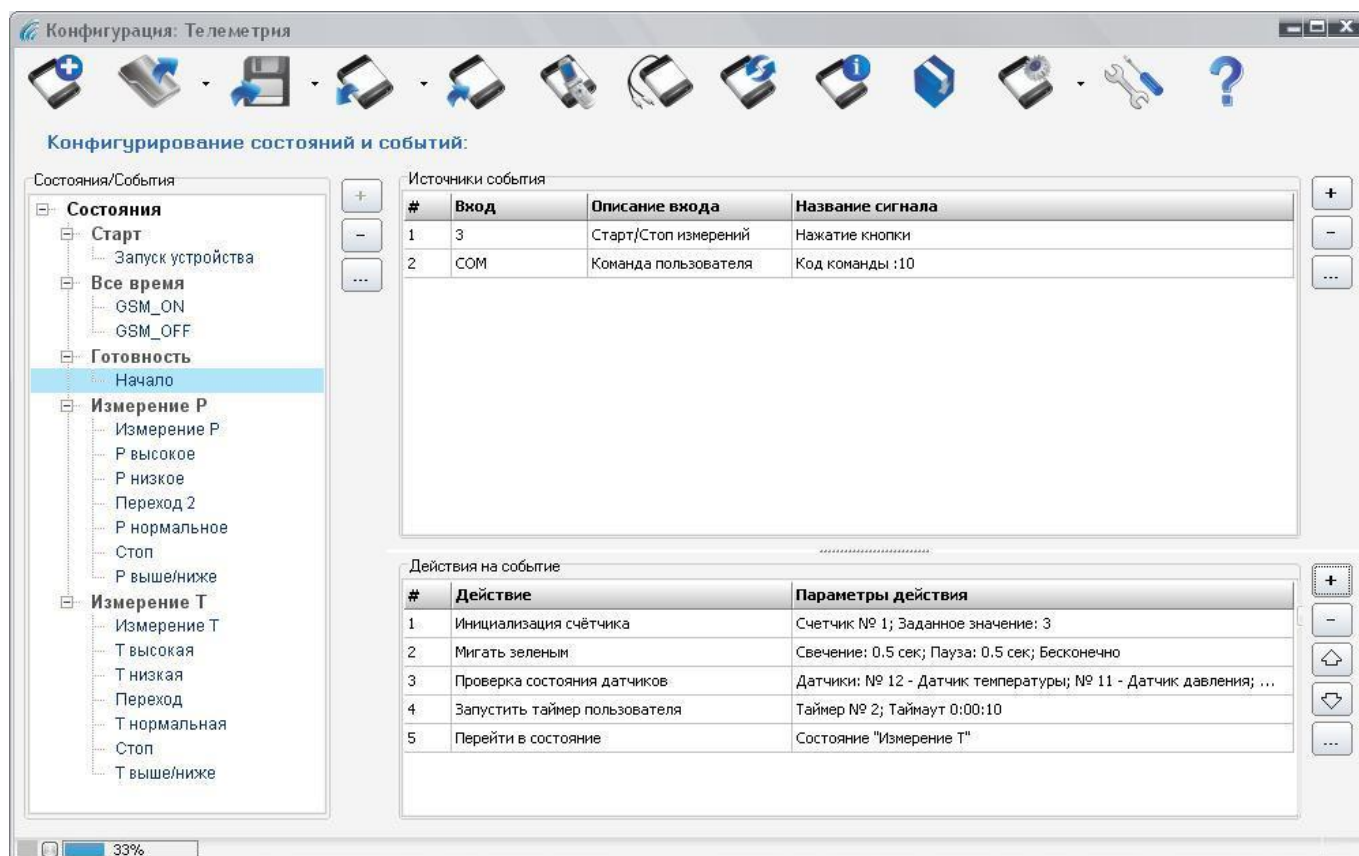 Конфигурация: Телеметрия
Конфигурирование состояний и событий:
Состояния/События
Состояния
Старт
Запуск устройства
Все время
GSM_ON
GSM_OFF
Готовность
Начало
Измерение Р
Измерение Р
Р высокое
Р низкое
Переход 2
Р нормальное
Стоп
Р выше/ниже
Измерение Т
Измерение Т
Т высокая
Т низкая
Переход
Т нормальная
Стоп
Т выше/ниже
+
-
...
Источники события
# Вход Описание входа Название сигнала
1 3 Старт/Стоп измерений Нажатие кнопки
2 COM Команда пользователя Код команды :10
+
-
...
Действия на событие
# Действие Параметры действия
1 Инициализация счётчика Счетчик № 1; Заданное значение: 3
2 Мигать зеленым Свечение: 0.5 сек; Пауза: 0.5 сек; Бесконечно
3 Проверка состояния датчиков Датчики: № 12 - Датчик температуры; № 11 - Датчик давления; ...
4 Запустить таймер пользователя Таймер № 2; Таймаут 0:00:10
5 Перейти в состояние Состояние "Измерение Т"
+
-
...
33%